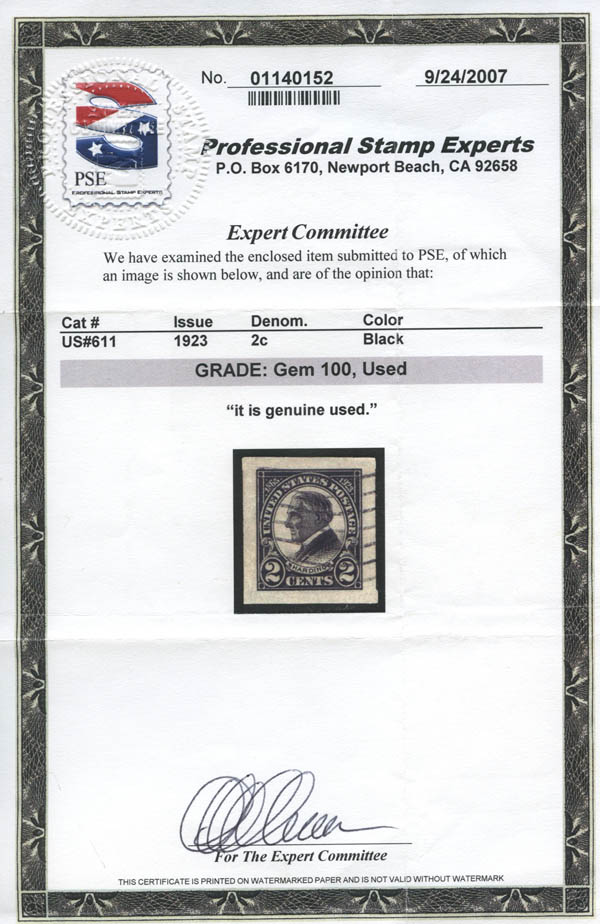 No. 01140152 9/24/2007
PSE
PROFESSIONAL STAMP EXPERTS
EXPERTS
Professional Stamp Experts
P.O. Box 6170, Newport Beach, CA 92658
Expert Committee
We have examined the enclosed item submitted to PSE, of which
an image is shown below, and are of the opinion that:
Cat # Issue Denom. Color
US#611 1923 2c Black
GRADE: Gem 100, Used
“it is genuine used.”
1865 1923
UNITED STATES POSTAGE
HARDING
2 CENTS 2
For The Expert Committee
THIS CERTIFICATE IS PRINTED ON WATERMARKED PAPER AND IS NOT VALID WITHOUT WATERMARK